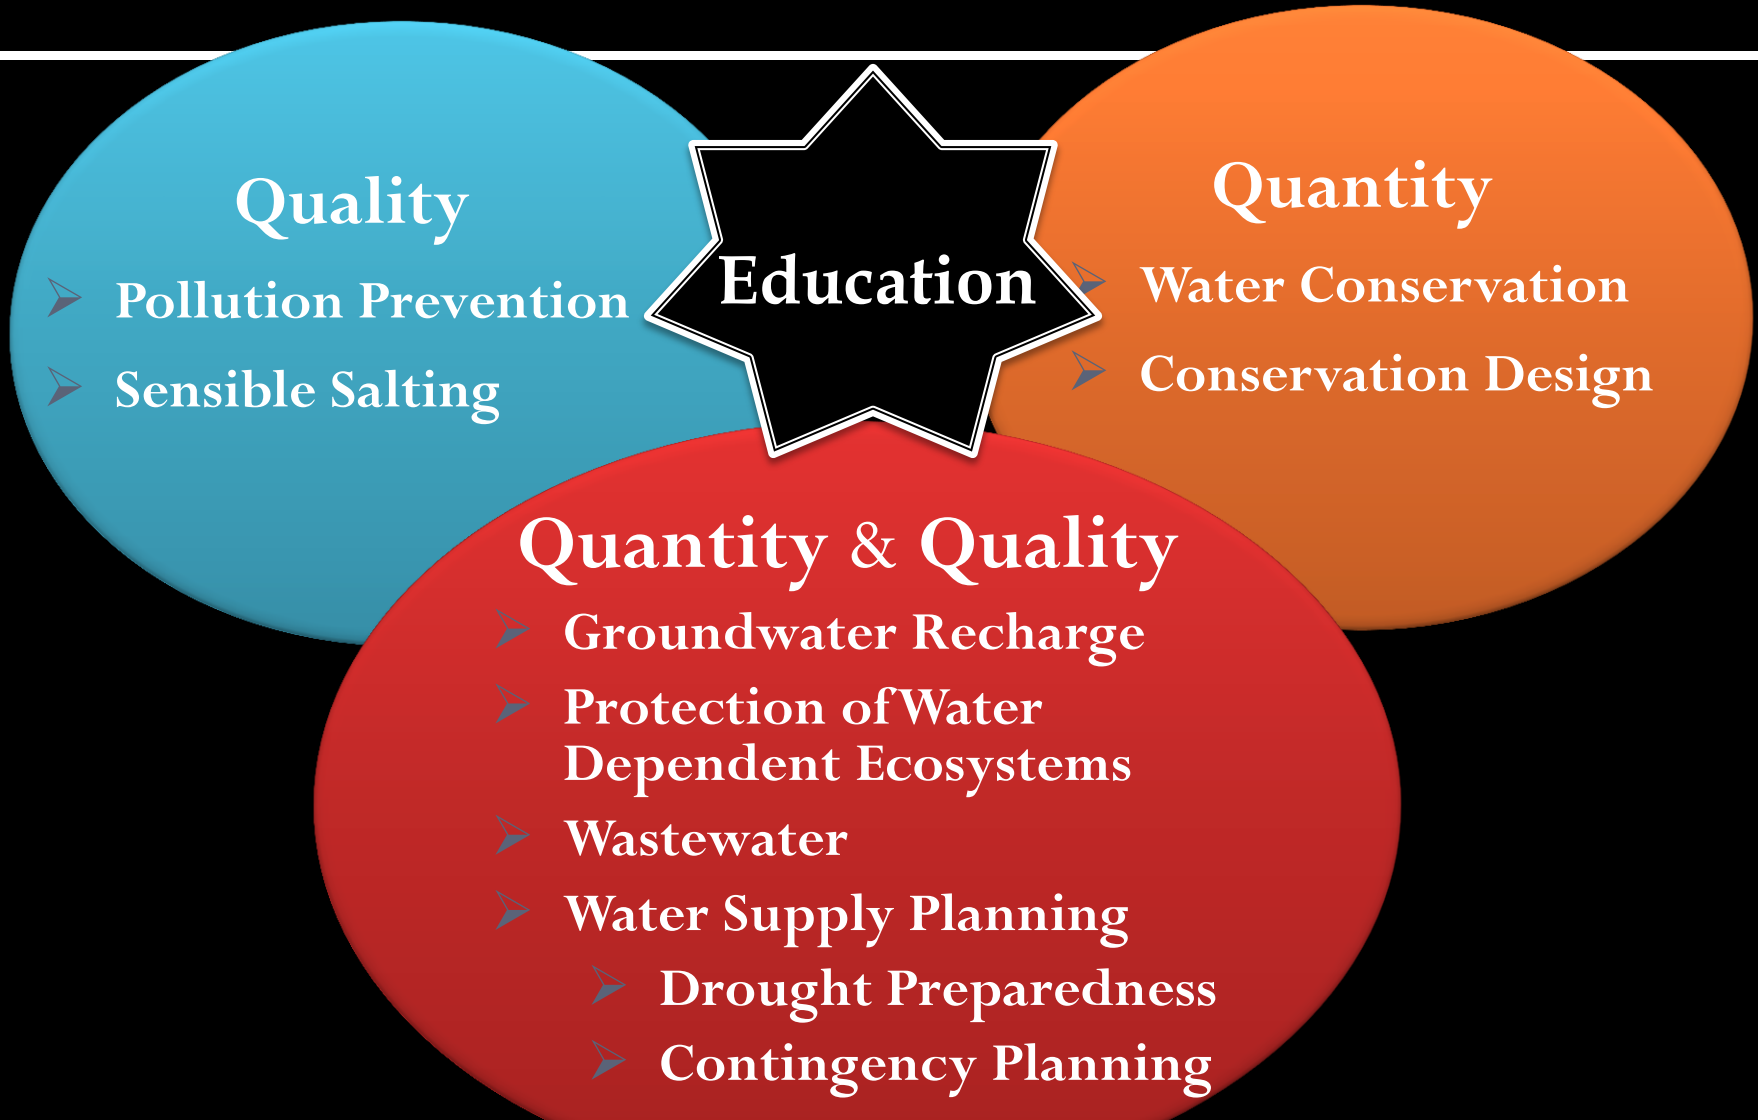 Quality
Pollution Prevention
Sensible Salting
Education
Quantity
Water Conservation
Conservation Design
Quantity & Quality
Groundwater Recharge
Protection of Water
Dependent Ecosystems
Wastewater
Water Supply Planning
Drought Preparedness
Contingency Planning